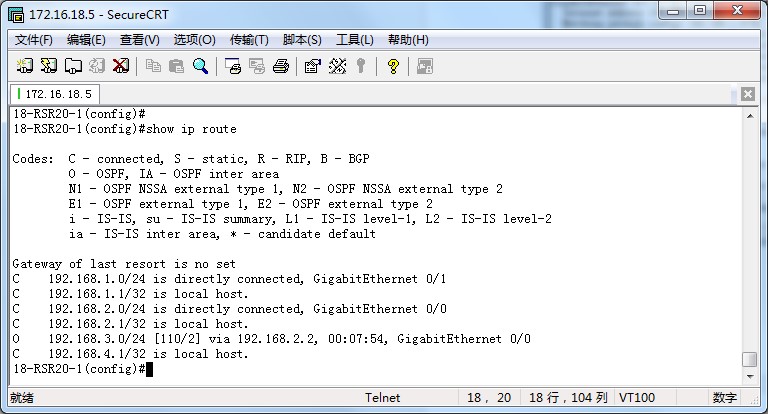 172.16.18.5 - SecureCRT
文件(F) 编辑(E) 查看(V) 选项(O) 传输(T) 脚本(S) 工具(L) 帮助(H)
172.16.18.5
18-RSR20-1(config)#
18-RSR20-1(config)#show ip route
Codes:  C - connected, S - static, R - RIP, B - BGP
O - OSPF, IA - OSPF inter area
N1 - OSPF NSSA external type 1, N2 - OSPF NSSA external type 2
E1 - OSPF external type 1, E2 - OSPF external type 2
i - IS-IS, su - IS-IS summary, L1 - IS-IS level-1, L2 - IS-IS level-2
ia - IS-IS inter area, * - candidate default
Gateway of last resort is no set
C    192.168.1.0/24 is directly connected, GigabitEthernet 0/1
C    192.168.1.1/32 is local host.
C    192.168.2.0/24 is directly connected, GigabitEthernet 0/0
C    192.168.2.1/32 is local host.
O    192.168.3.0/24 [110/2] via 192.168.2.2, 00:07:54, GigabitEthernet 0/0
C    192.168.4.1/32 is local host.
18-RSR20-1(config)#
就绪 Telnet 18, 20 18 行, 104 列 VT100 数字